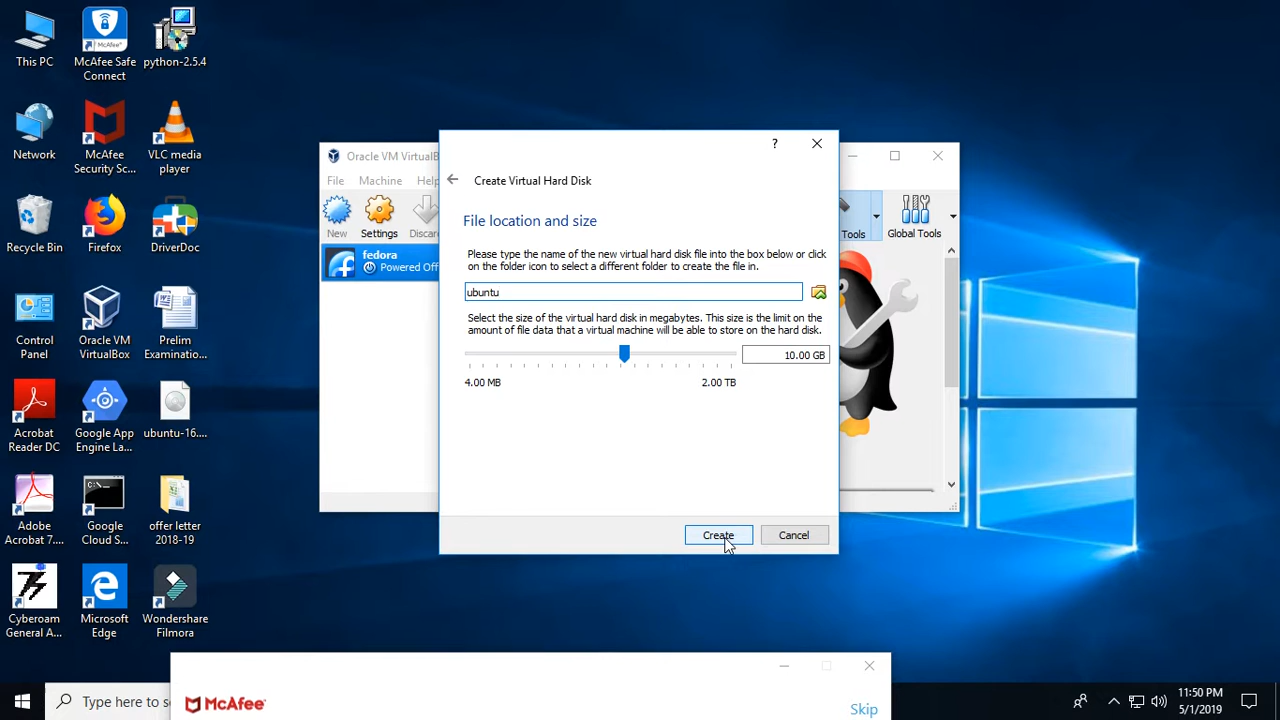 This PC
McAfee Safe
Connect
python-2.5.4
Network
McAfee
Security Sc...
VLC media
player
Recycle Bin
Firefox
DriverDoc
Control
Panel
Oracle VM
VirtualBox
Prelim
Examinatio...
Acrobat
Reader DC
Google App
Engine La...
ubuntu-16....
Adobe
Acrobat 7....
Google
Cloud S...
offer letter
2018-19
Cyberoam
General A...
Microsoft
Edge
Wondershare
Filmora
Oracle VM VirtualB
File Machine Help
New
Settings
Discar
Tools
Global Tools
fedora
Powered Off
?
Create Virtual Hard Disk
File location and size
Please type the name of the new virtual hard disk file into the box below or click
on the folder icon to select a different folder to create the file in.
ubuntu
Select the size of the virtual hard disk in megabytes. This size is the limit on the
amount of file data that a virtual machine will be able to store on the hard disk.
10.00 GB
4.00 MB
2.00 TB
Create
Cancel
McAfee
Skip
Type here to s
11:50 PM
5/1/2019